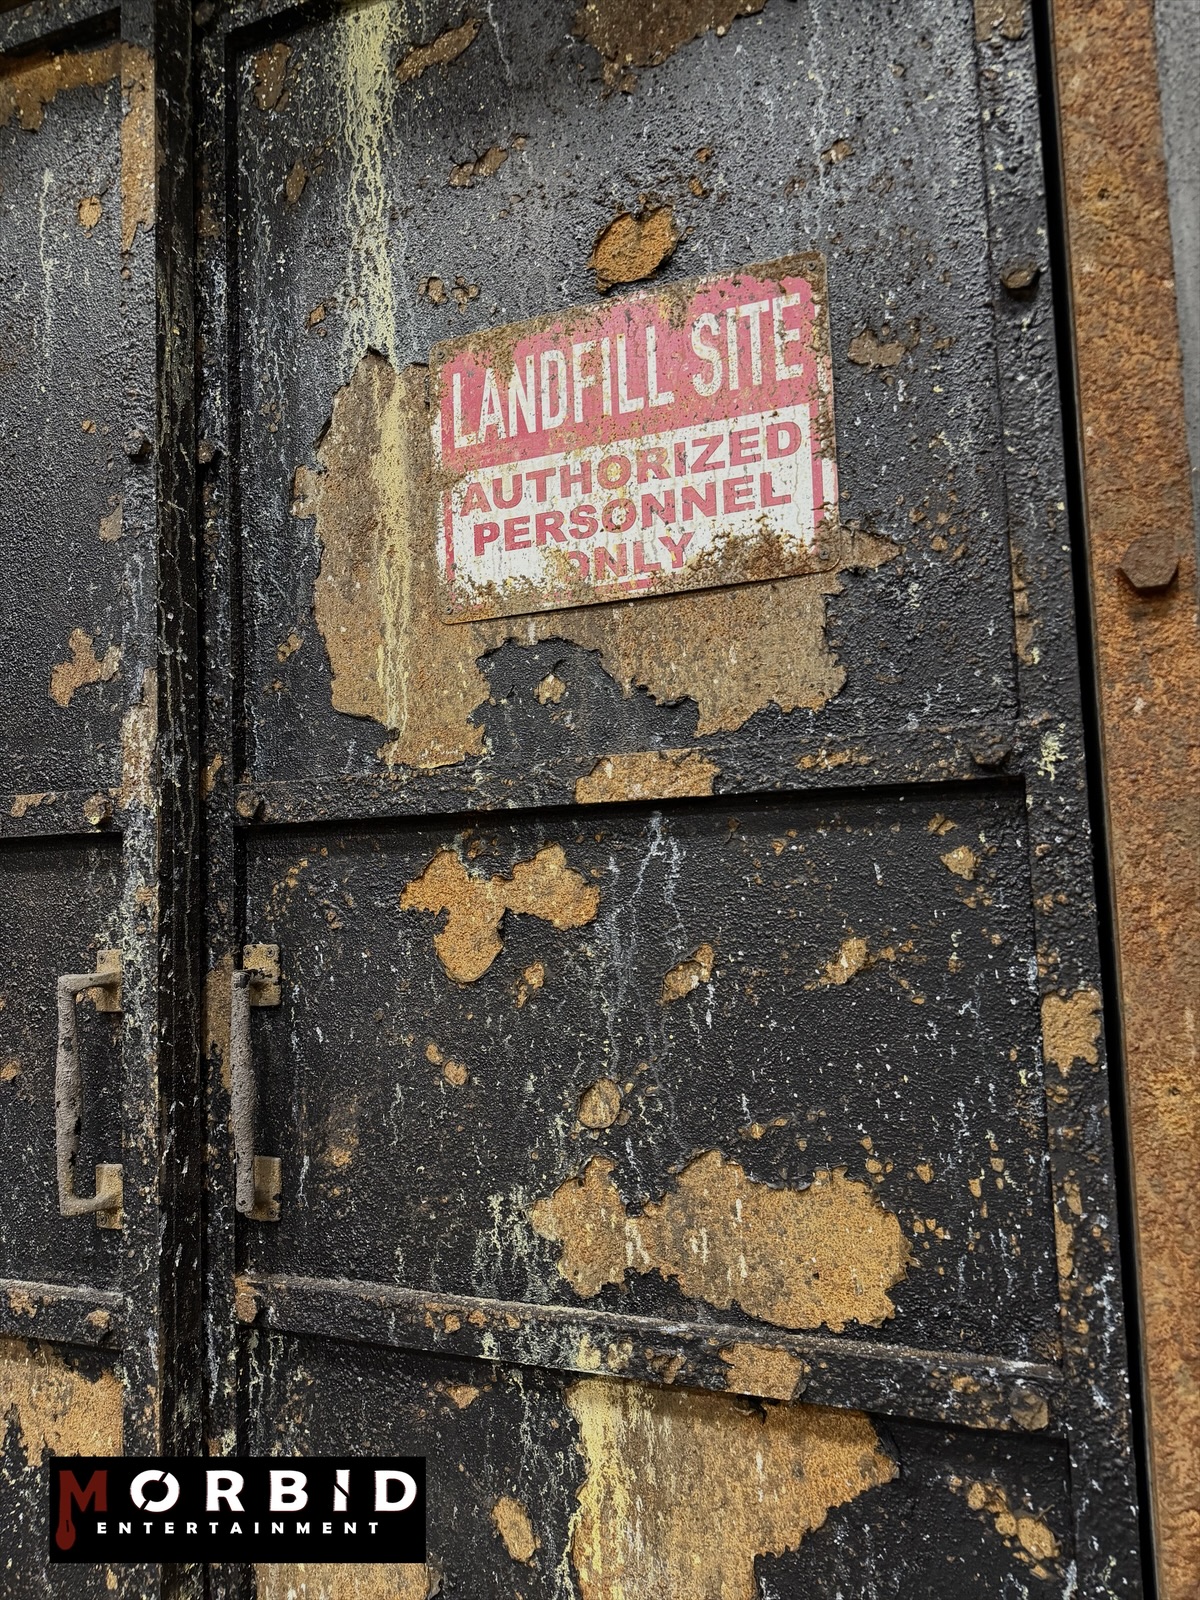 LANDFILL SITE
AUTHORIZED
PERSONNEL
ONLY
MORBID
ENTERTAINMENT